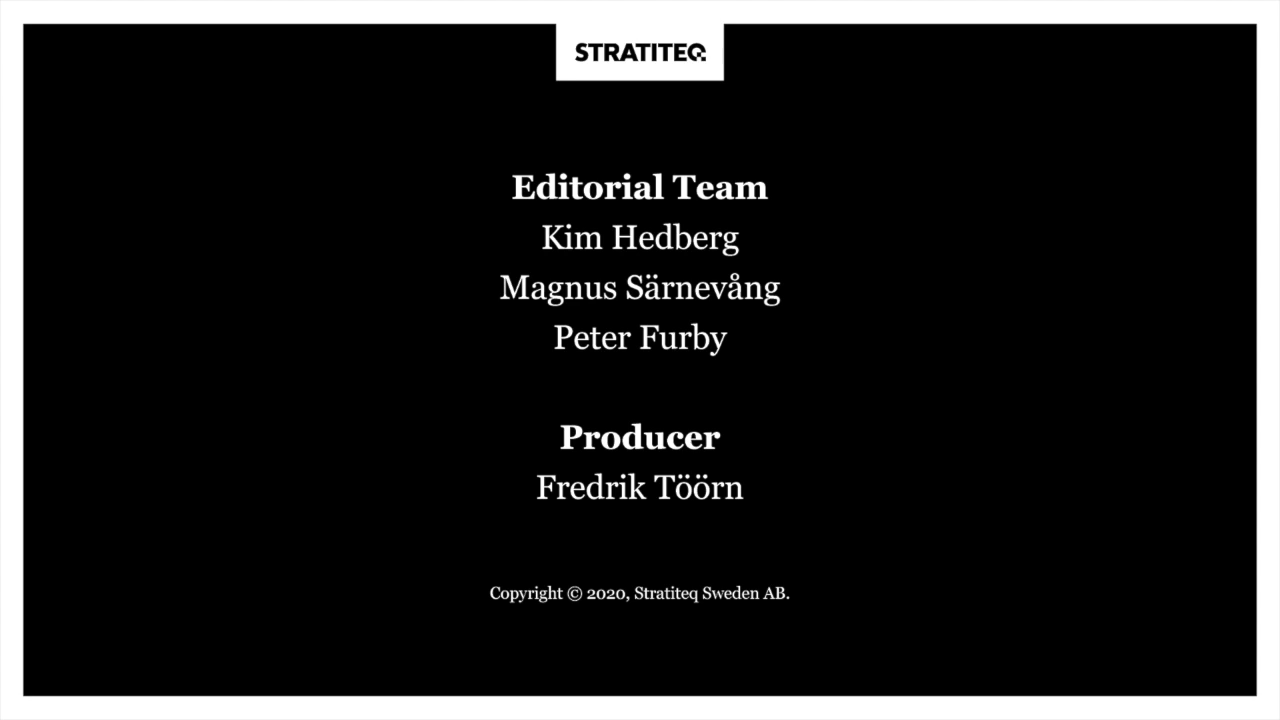 STRATITEQ
Editorial Team
Kim Hedberg
Magnus Särnevång
Peter Furby
Producer
Fredrik Töörn
Copyright © 2020, Stratiteq Sweden AB.